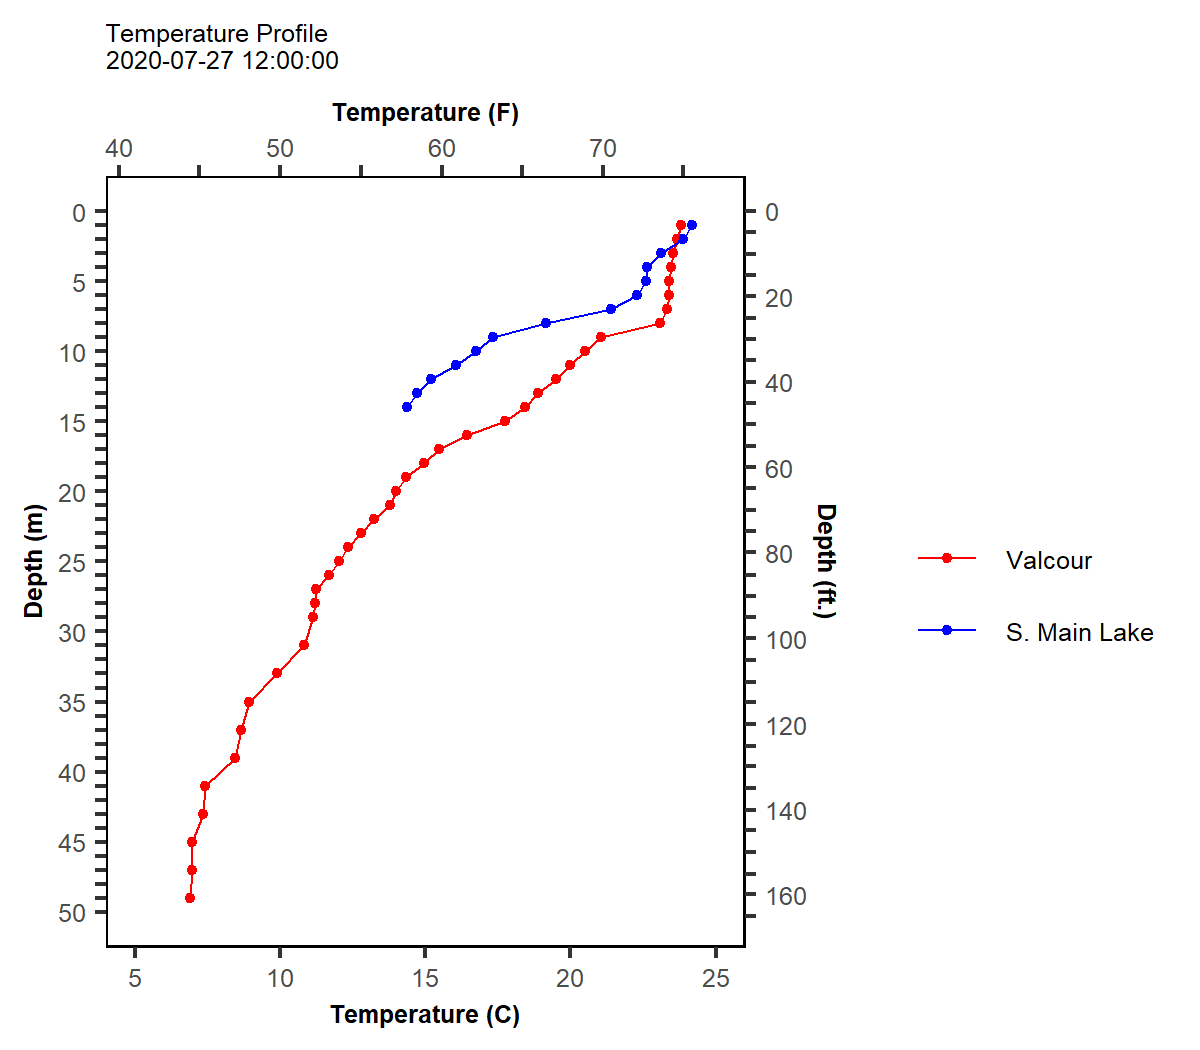 Temperature Profile
2020-07-27 12:00:00
Temperature (F)
40 50 60 70
0
5
10
15
20
25
30
35
40
45
50
Depth (m)
0
20
40
60
80
100
120
140
160
Depth (ft.)
Valcour
S. Main Lake
5 10 15 20 25
Temperature (C)